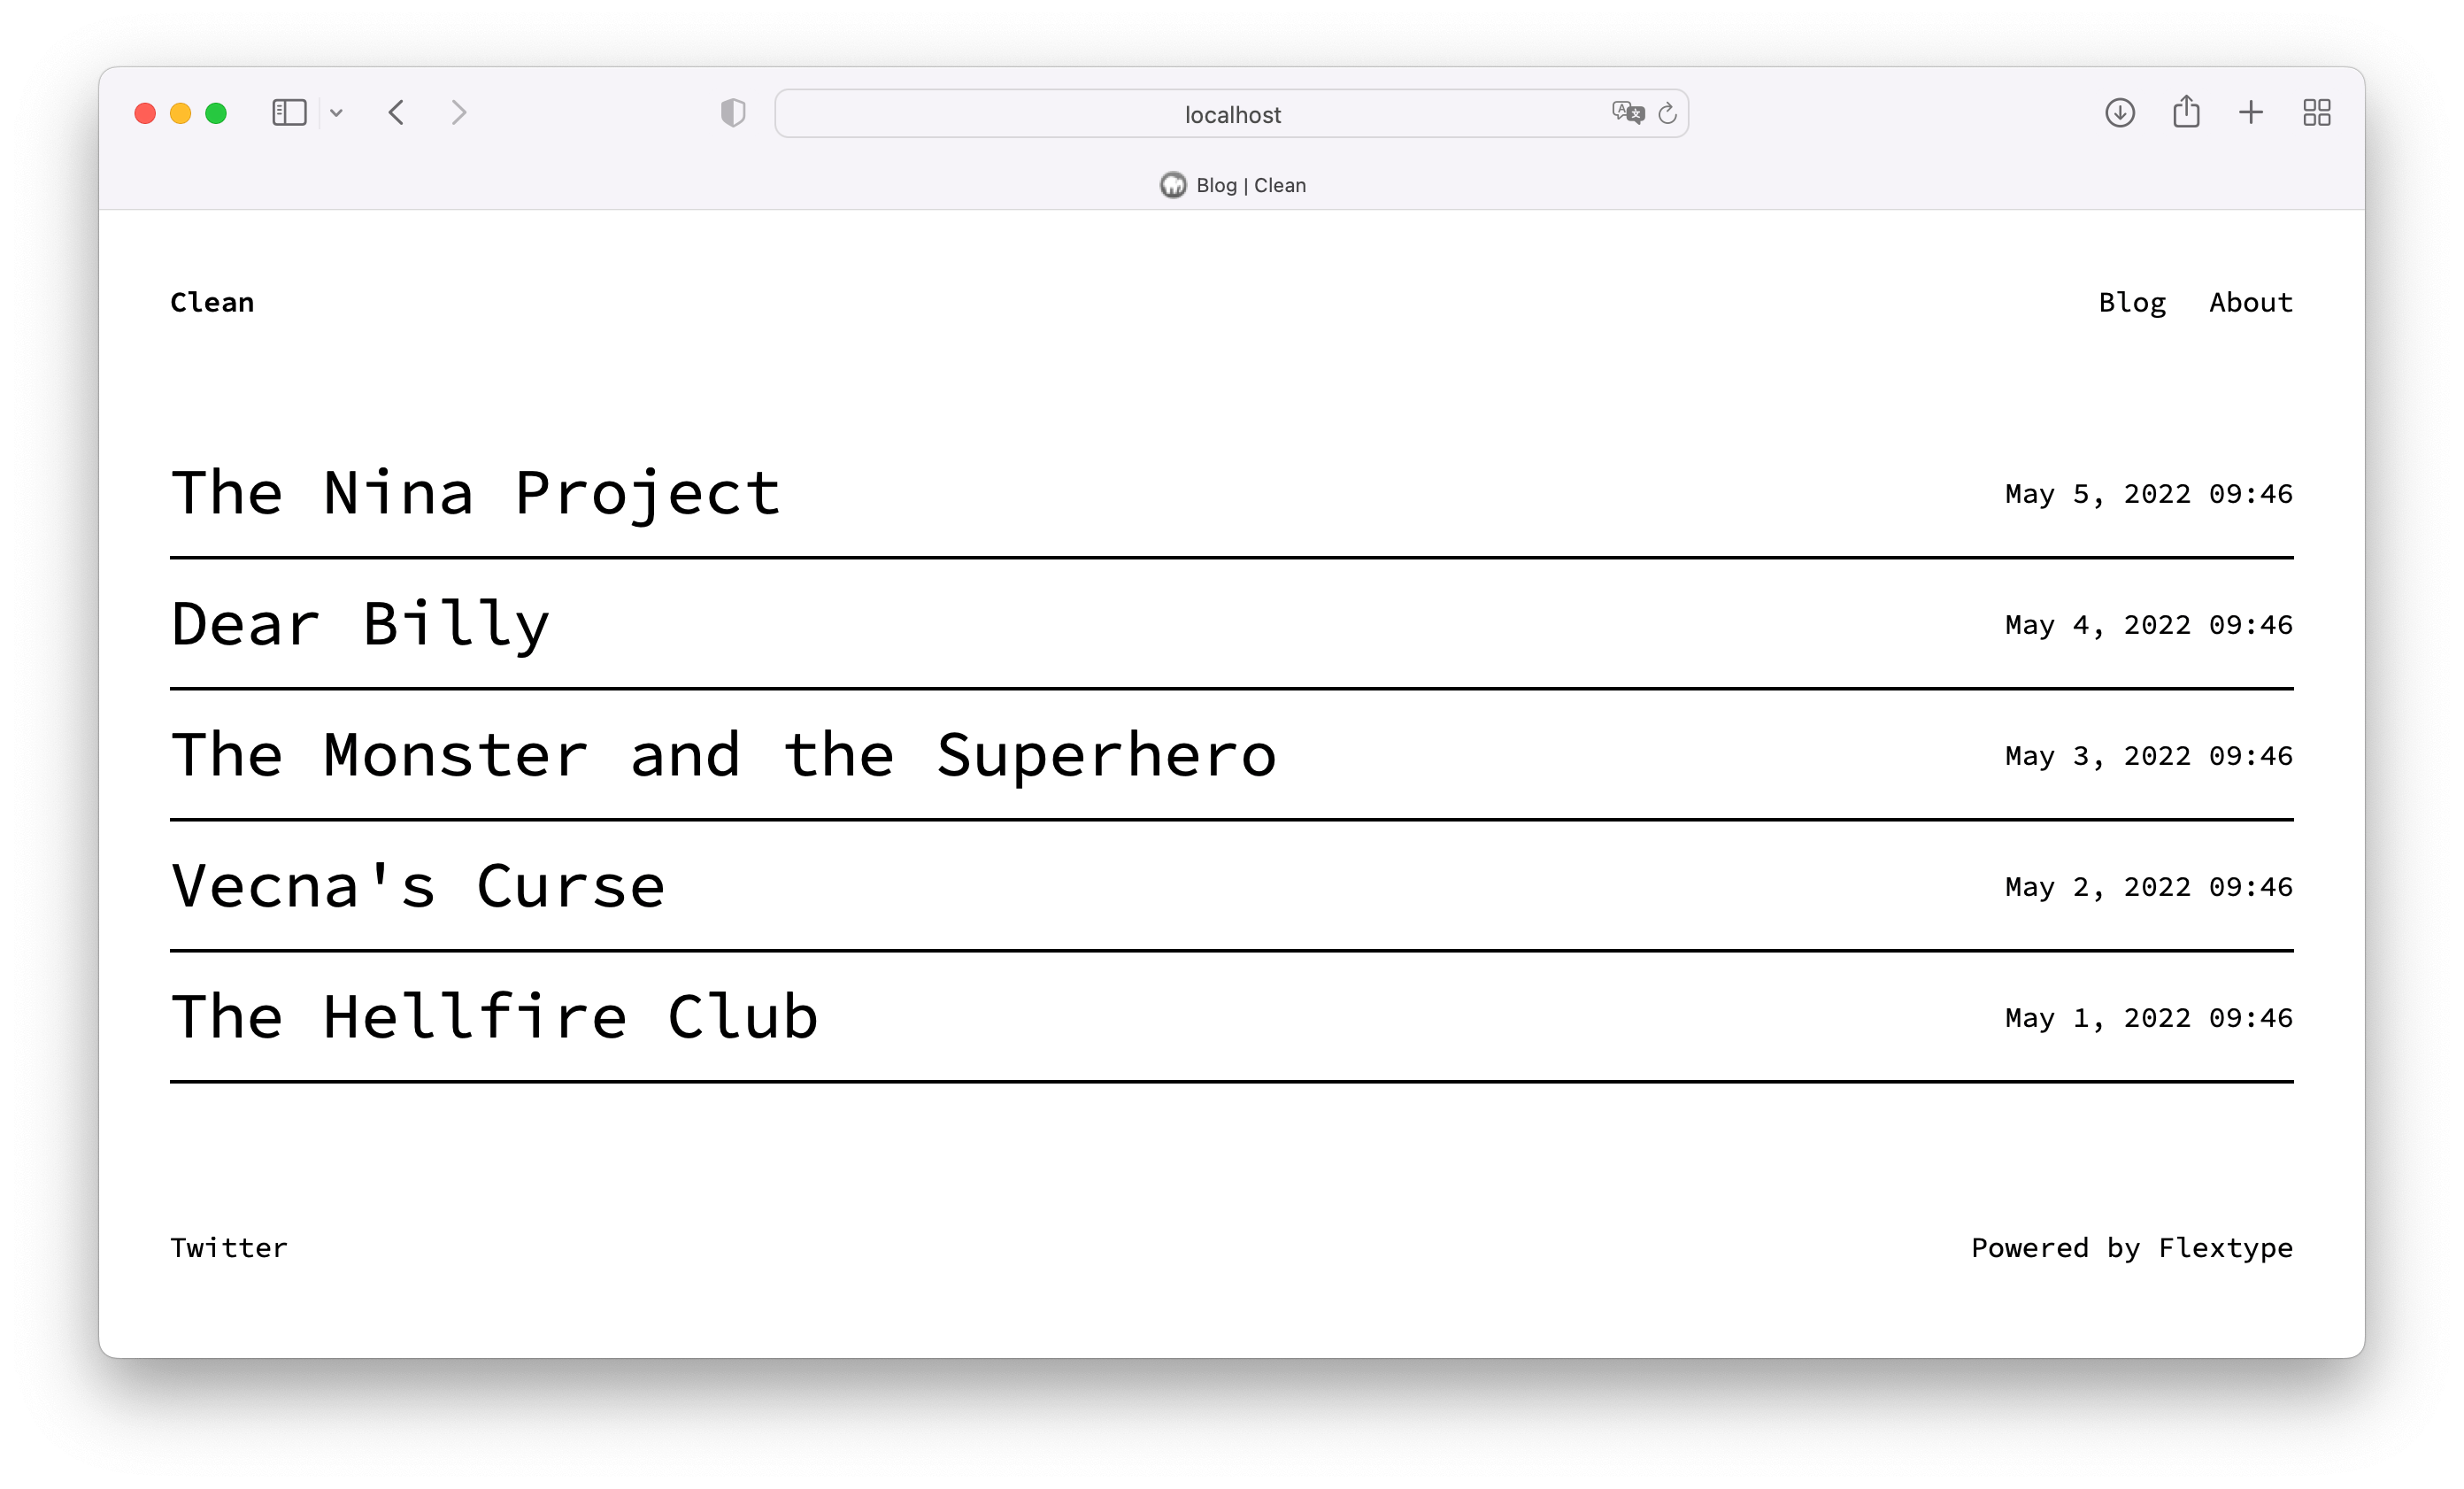 localhost
Blog | Clean
Clean Blog About
The Nina Project May 5, 2022 09:46
Dear Billy May 4, 2022 09:46
The Monster and the Superhero May 3, 2022 09:46
Vecna's Curse May 2, 2022 09:46
The Hellfire Club May 1, 2022 09:46
Twitter Powered by Flextype